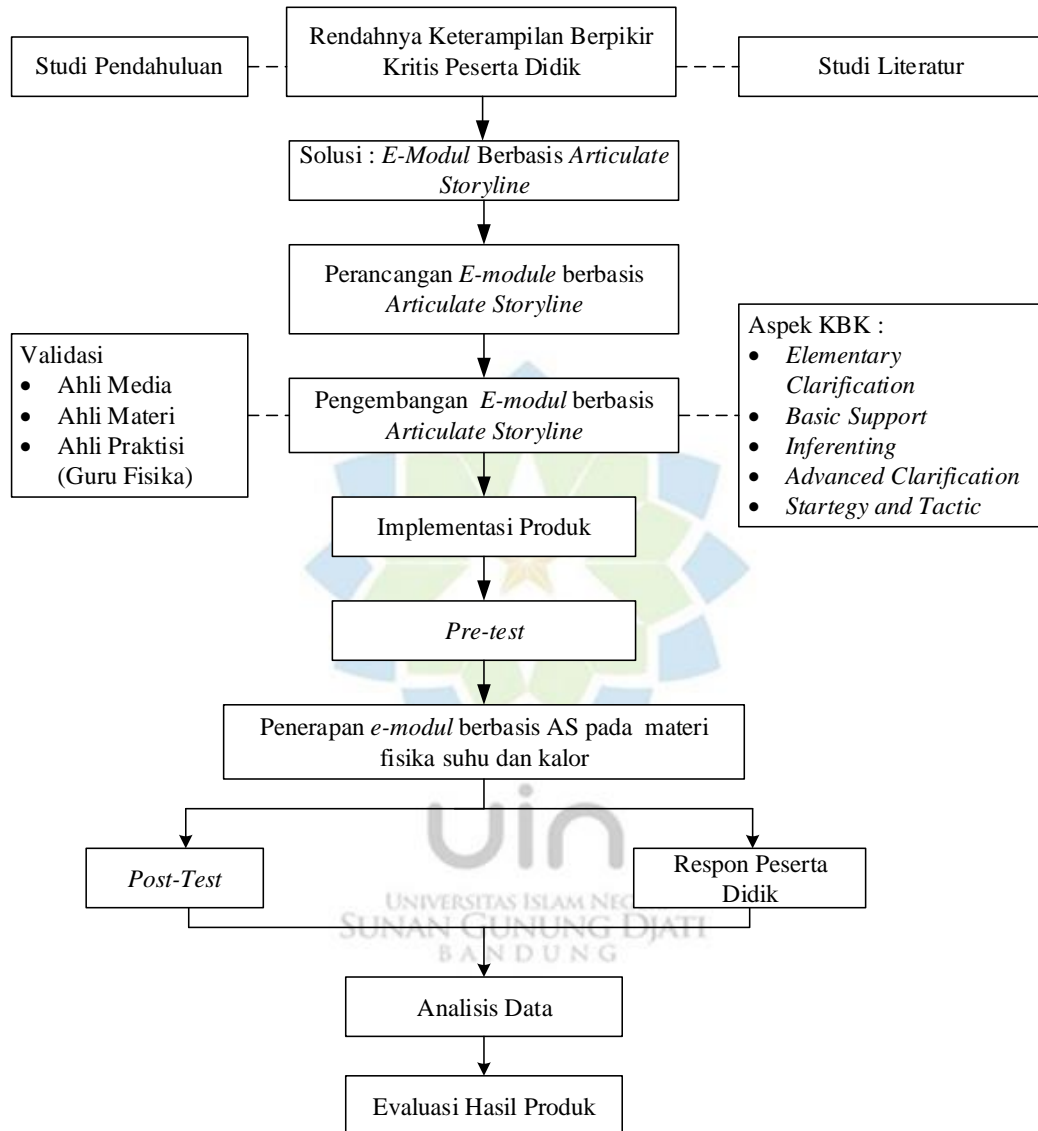 Rendahnya Keterampilan Berpikir
Kritis Peserta Didik
Studi Pendahuluan
Studi Literatur
Solusi : E-Modul Berbasis Articulate
Storyline
Perancangan E-module berbasis
Articulate Storyline
Validasi
• Ahli Media
• Ahli Materi
• Ahli Praktisi
(Guru Fisika)
Pengembangan E-modul berbasis
Articulate Storyline
Aspek KBK :
• Elementary
Clarification
• Basic Support
• Inferenting
• Advanced Clarification
• Startegy and Tactic
Implementasi Produk
Pre-test
Penerapan e-modul berbasis AS pada materi
fisika suhu dan kalor
uin
Post-Test
Respon Peserta
Didik
UNIVERSITAS ISLAM
SUNAN GUNUNG DJATI
BANDUNG
Analisis Data
Evaluasi Hasil Produk